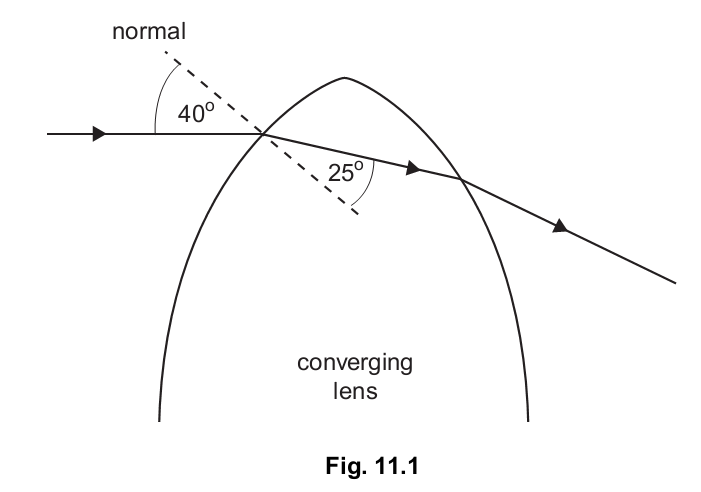 normal
40°
25°
converging
lens
Fig. 11.1